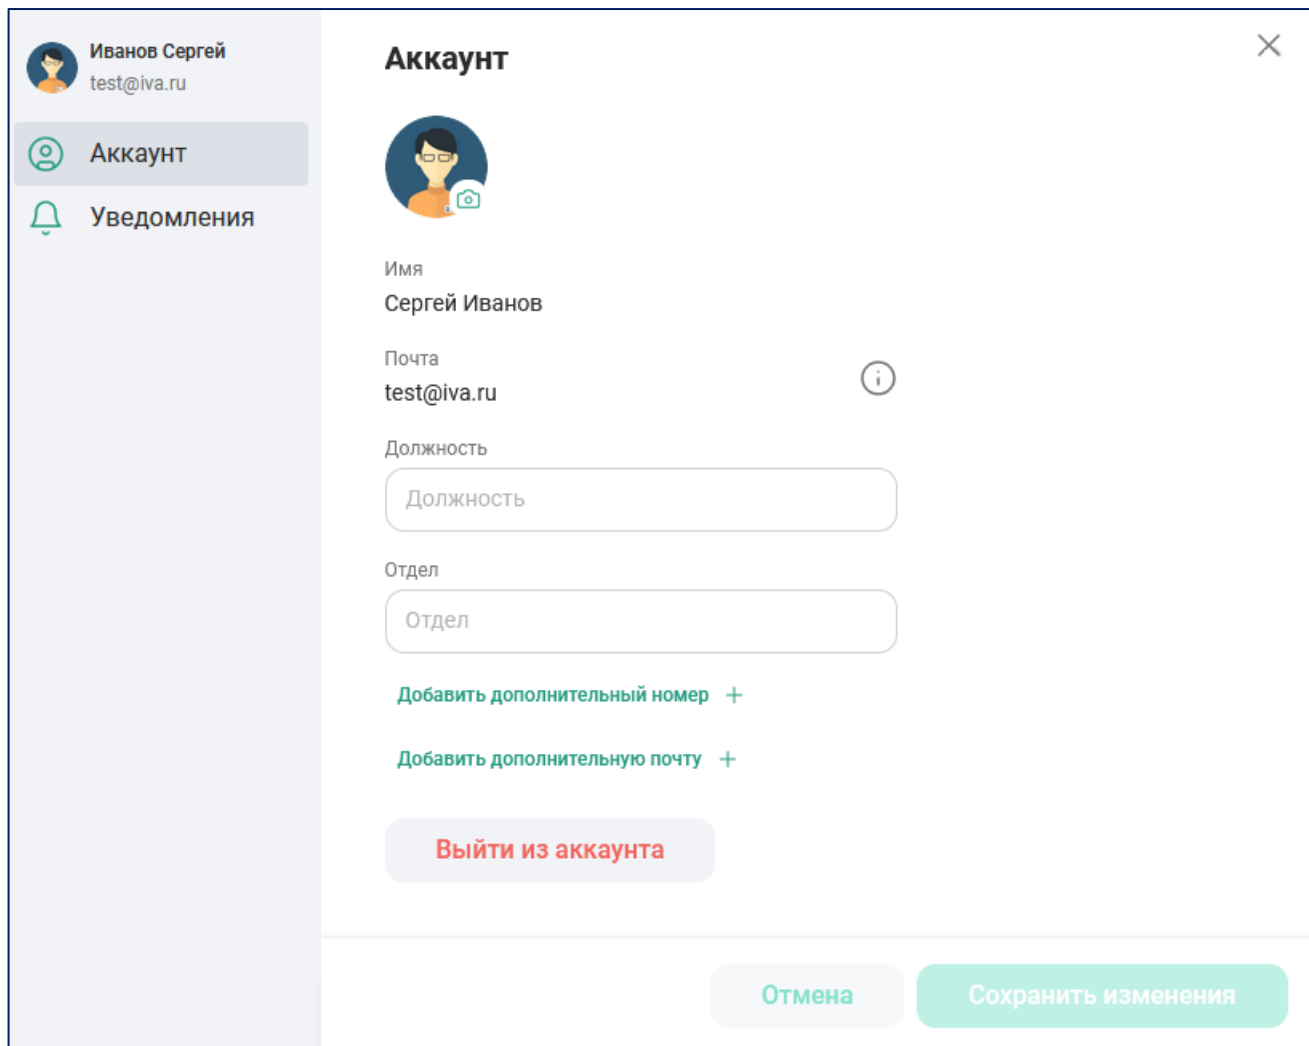 Иванов Сергей
test@iva.ru
Аккаунт
Уведомления
Аккаунт
Имя
Сергей Иванов
Почта
test@iva.ru
Должность
Должность
Отдел
Отдел
Добавить дополнительный номер +
Добавить дополнительную почту +
Выйти из аккаунта
Отмена
Сохранить изменения